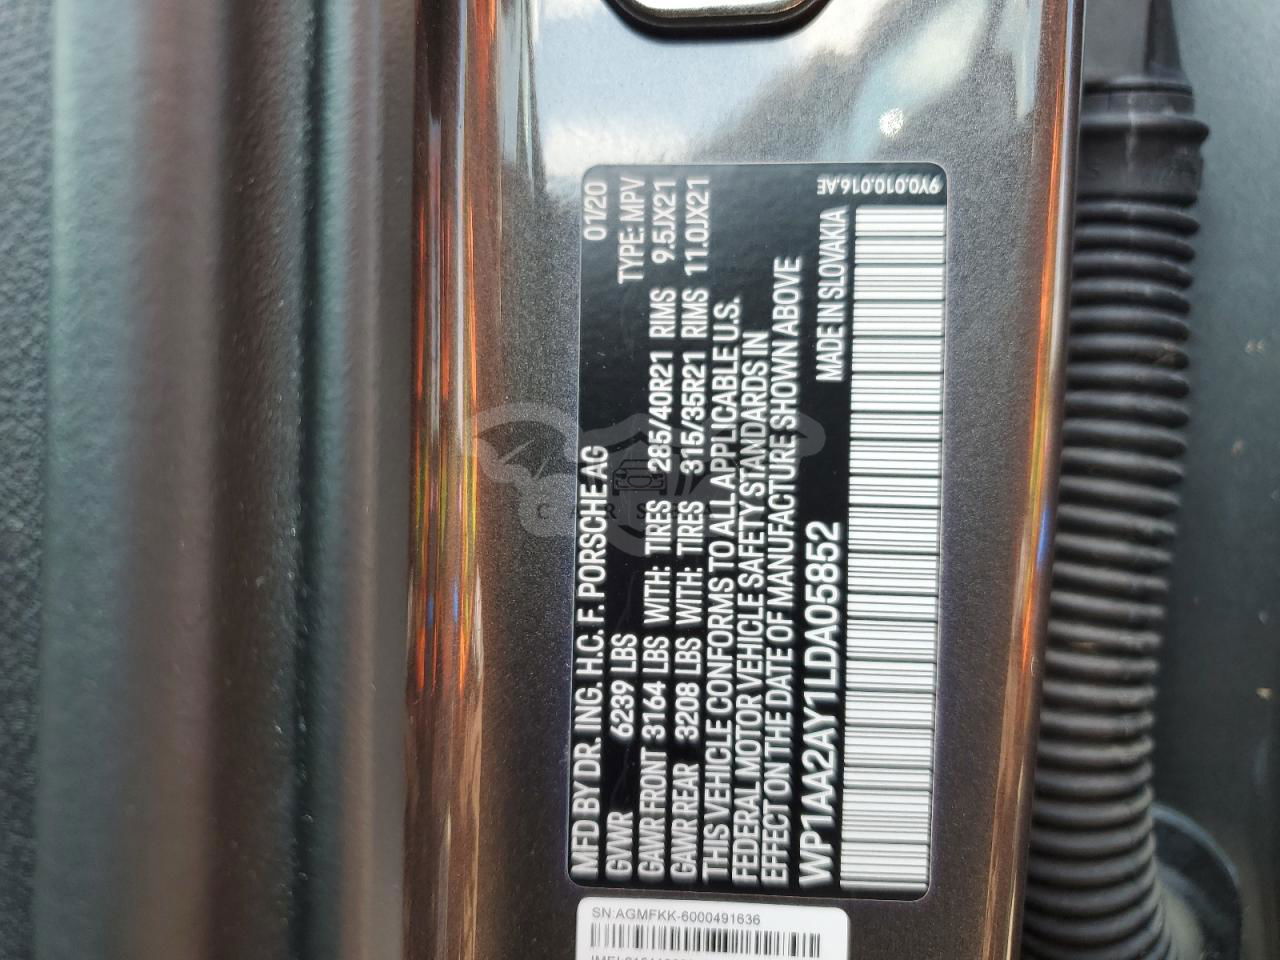 MFD BY DR. ING. H.C. F. PORSCHE AG 01/20
GVWR 6239 LBS TYPE: MPV
GAWR FRONT 3164 LBS WITH: TIRES 285/40R21 RIMS 9.5JX21
GAWR REAR 3208 LBS WITH: TIRES 315/35R21 RIMS 11.0JX21
THIS VEHICLE CONFORMS TO ALL APPLICABLE U.S.
FEDERAL MOTOR VEHICLE SAFETY STANDARDS IN
EFFECT ON THE DATE OF MANUFACTURE SHOWN ABOVE
WP1AA2AY1LDA05852 MADE IN SLOVAKIA
9Y0.010.016.AE
SN:AGMFKK-6000491636